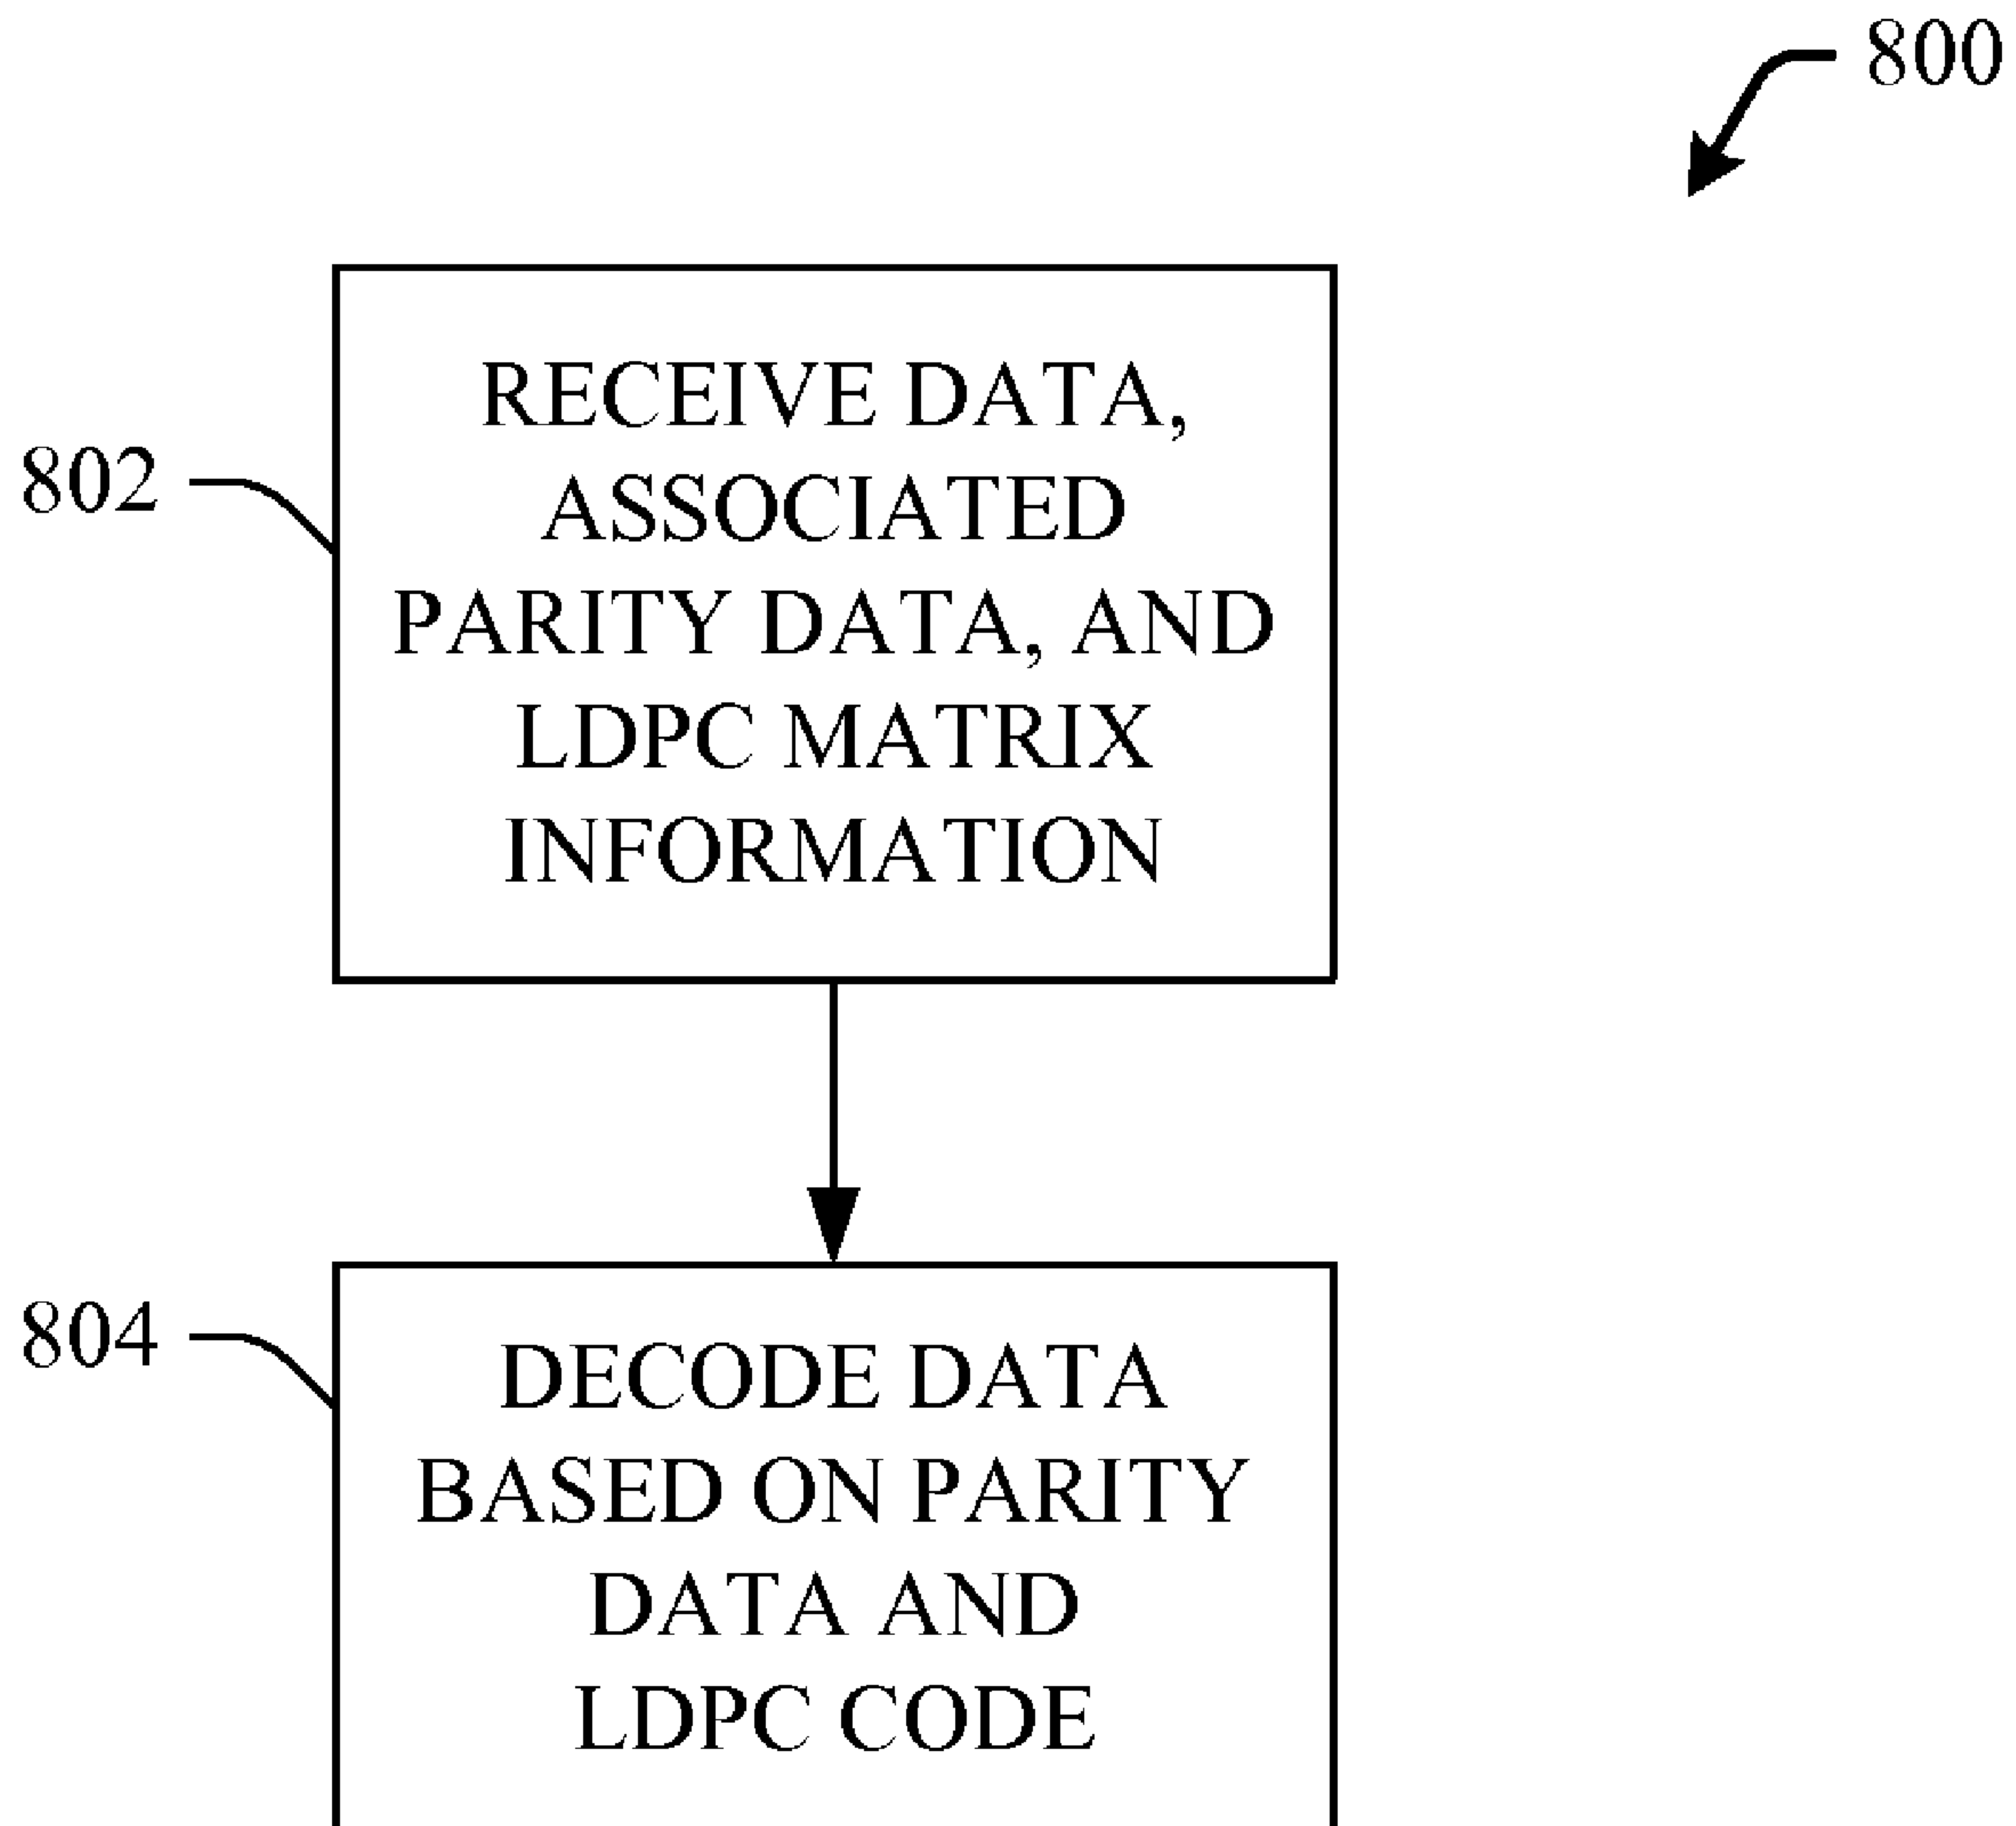 800
802
RECEIVE DATA,
ASSOCIATED
PARITY DATA, AND
LDPC MATRIX
INFORMATION
804
DECODE DATA
BASED ON PARITY
DATA AND
LDPC CODE